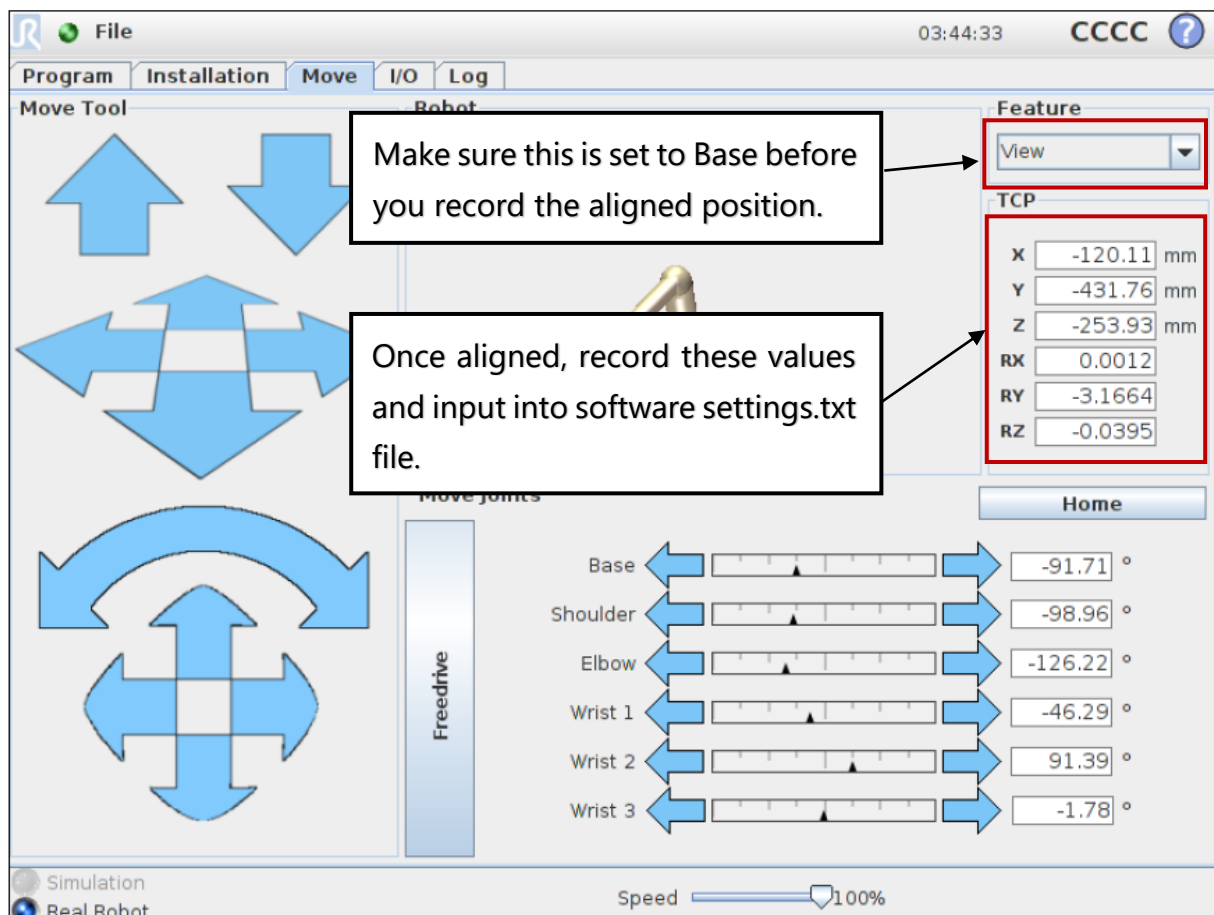 File 03:44:33 CCCC ?
Program Installation Move I/O Log
Move Tool
Robot
Feature
View
Make sure this is set to Base before
you record the aligned position.
TCP
X -120.11 mm
Y -431.76 mm
Z -253.93 mm
RX 0.0012
RY -3.1664
RZ -0.0395
Once aligned, record these values
and input into software settings.txt
file.
Move Joints
Home
Freedrive
Base -91.71 °
Shoulder -98.96 °
Elbow -126.22 °
Wrist 1 -46.29 °
Wrist 2 91.39 °
Wrist 3 -1.78 °
Simulation
Real Robot
Speed 100%